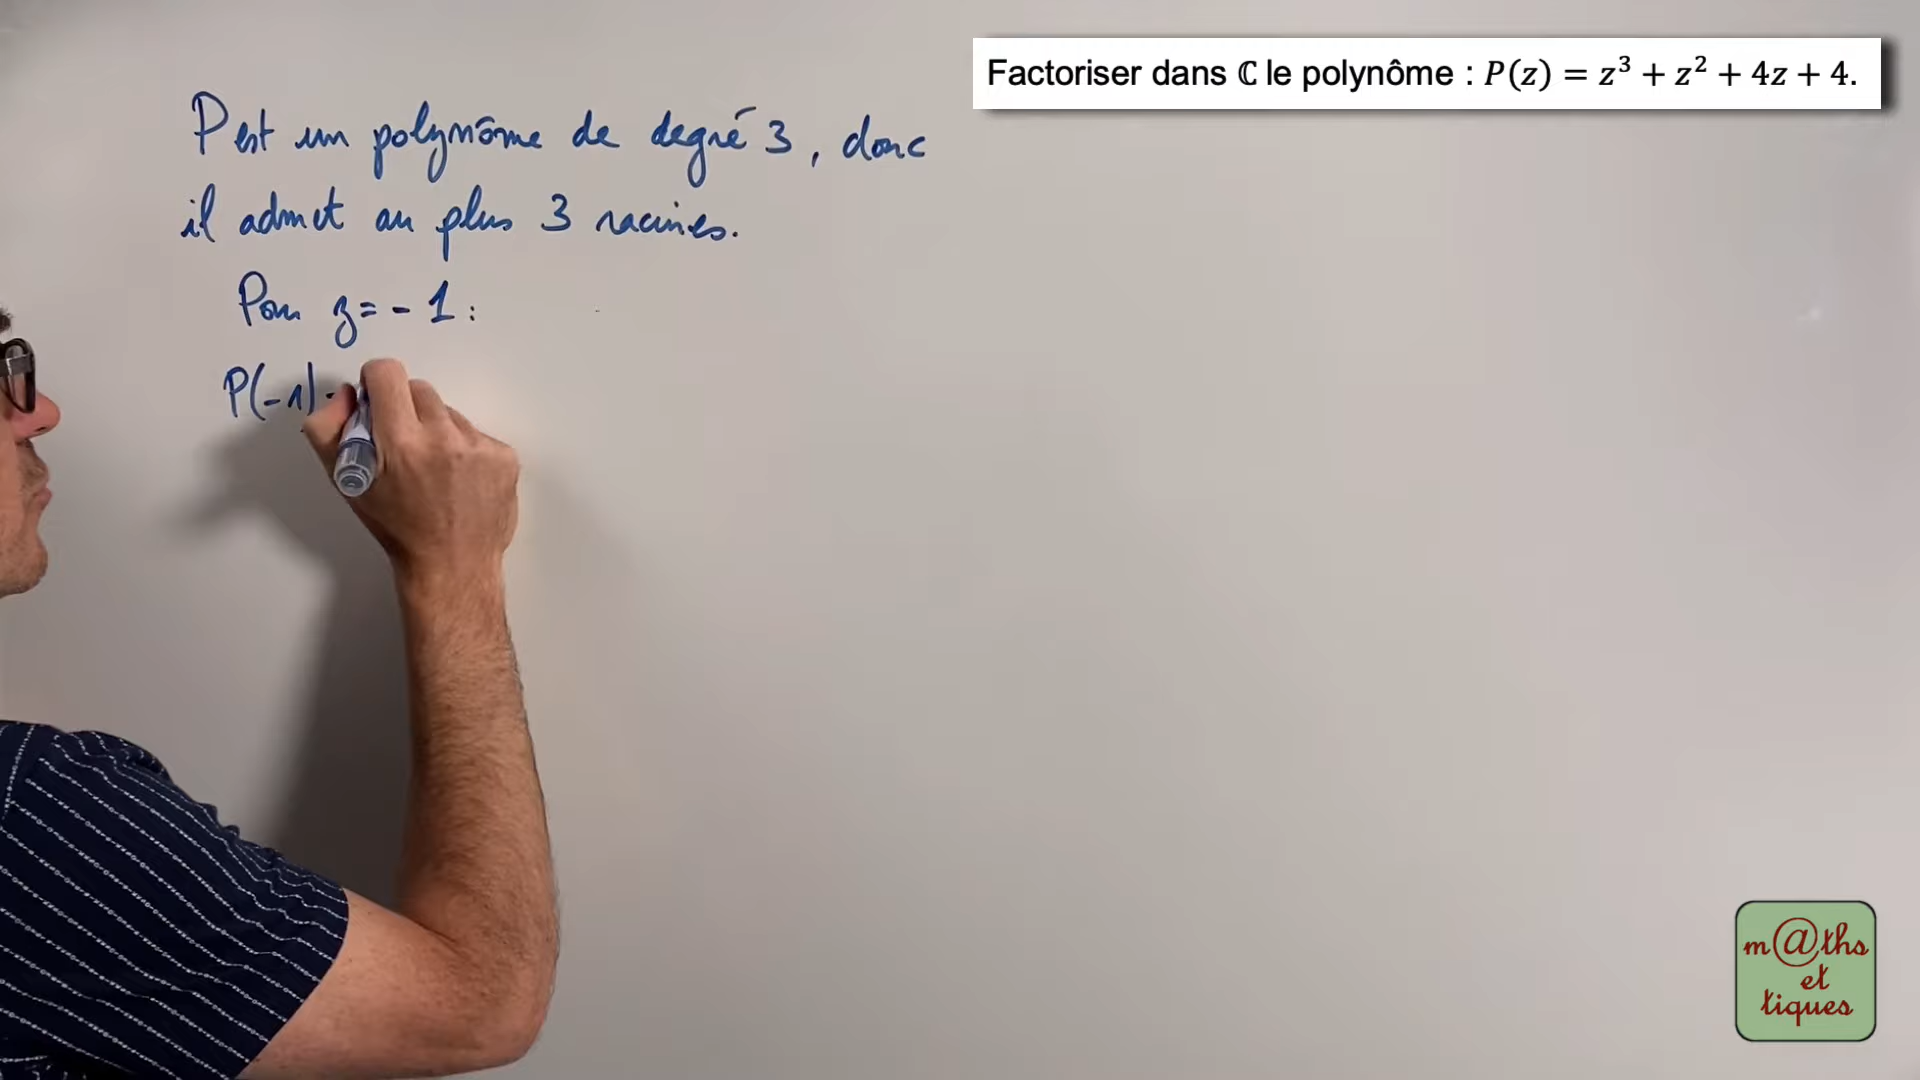 Factoriser dans ℂ le polynôme : P(z) = z³ + z² + 4z + 4.
P est un polynôme de degré 3, donc
il admet au plus 3 racines.
Pour z = - 1 :
P(-1)
m@ths
et
tiques